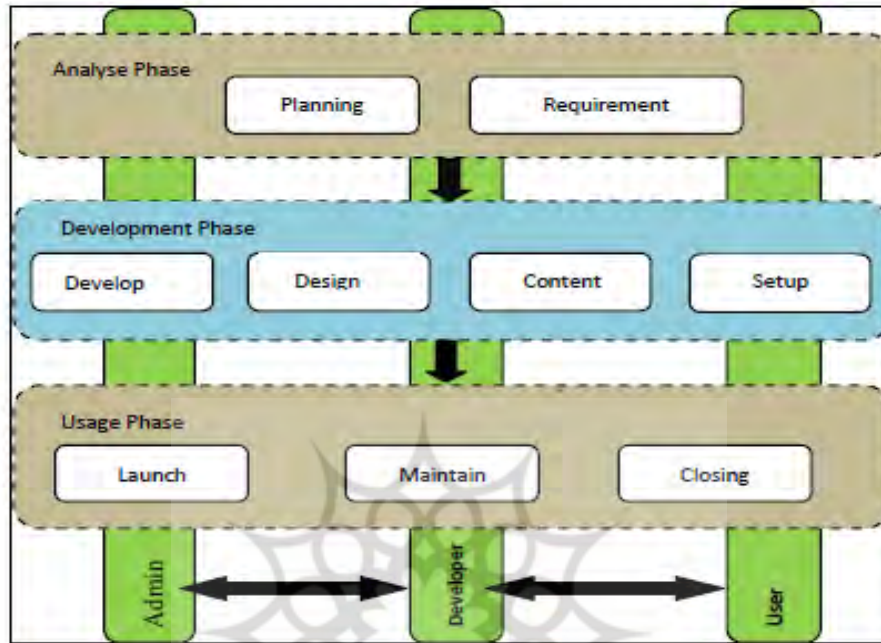 Analyse Phase
Planning
Requirement
Development Phase
Develop
Design
Content
Setup
Usage Phase
Launch
Maintain
Closing
Admin
Developer
User